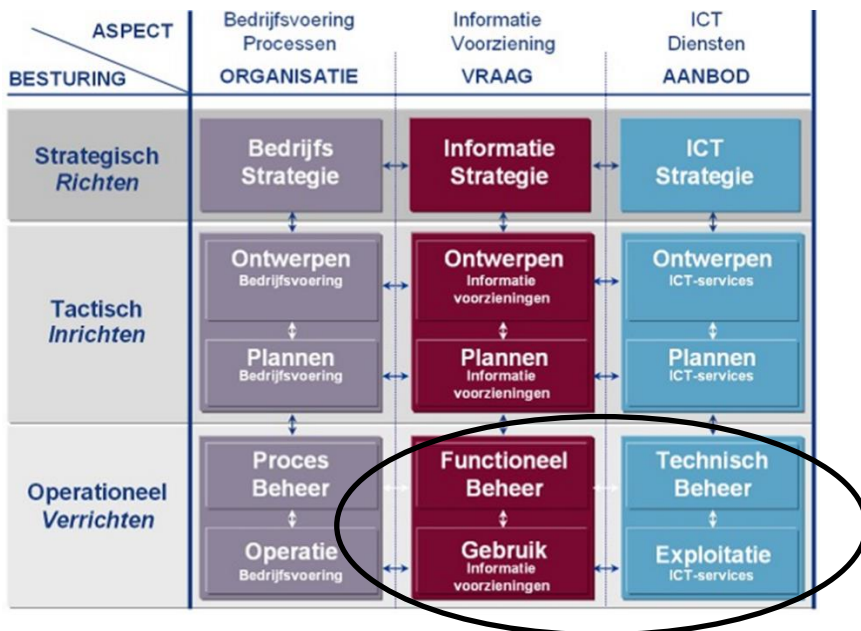 ASPECT
BESTURING
Bedrijfsvoering
Processen
ORGANISATIE
Informatie
Voorziening
VRAAG
ICT
Diensten
AANBOD
Strategisch
Richten
Bedrijfs
Strategie
Informatie
Strategie
ICT
Strategie
Tactisch
Inrichten
Ontwerpen
Bedrijfsvoering
Ontwerpen
Informatie
voorzieningen
Ontwerpen
ICT-services
Plannen
Bedrijfsvoering
Plannen
Informatie
voorzieningen
Plannen
ICT-services
Operationeel
Verrichten
Proces
Beheer
Functioneel
Beheer
Technisch
Beheer
Operatie
Bedrijfsvoering
Gebruik
Informatie
voorzieningen
Exploitatie
ICT-services